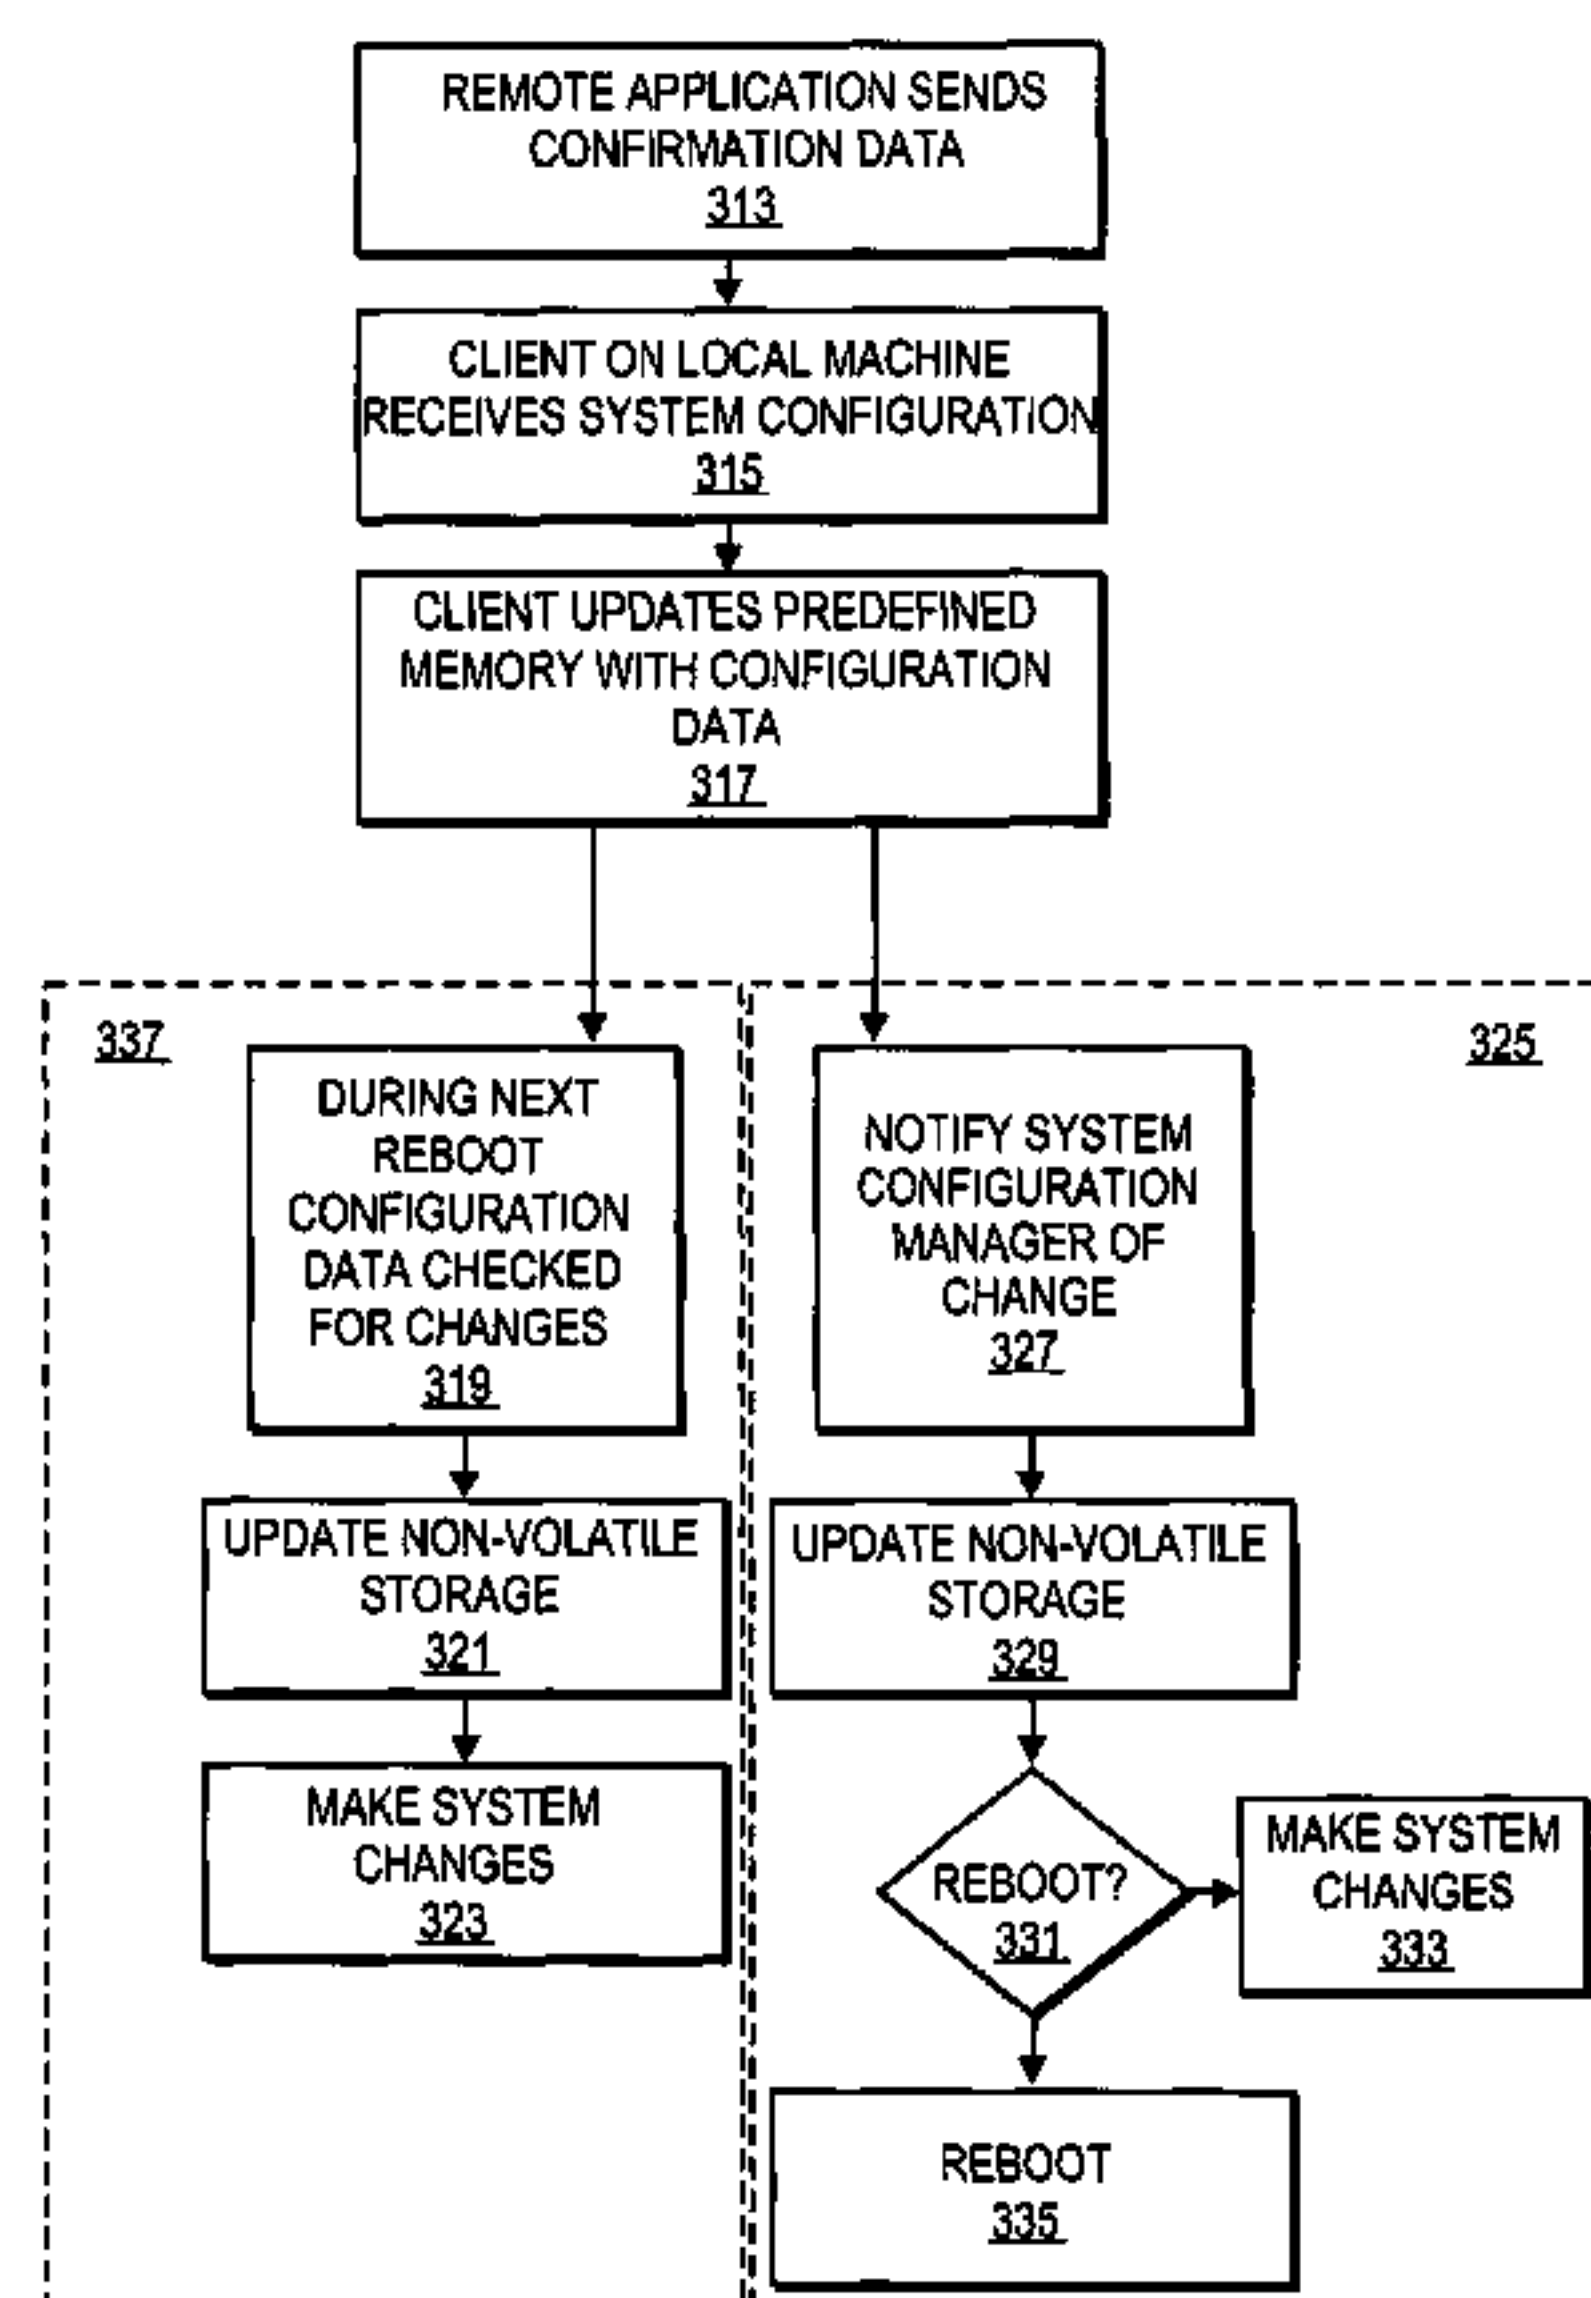 REMOTE APPLICATION SENDS
CONFIRMATION DATA
313
CLIENT ON LOCAL MACHINE
RECEIVES SYSTEM CONFIGURATION
315
CLIENT UPDATES PREDEFINED
MEMORY WITH CONFIGURATION
DATA
317
337
DURING NEXT
REBOOT
CONFIGURATION
DATA CHECKED
FOR CHANGES
319
UPDATE NON-VOLATILE
STORAGE
321
MAKE SYSTEM
CHANGES
323
325
NOTIFY SYSTEM
CONFIGURATION
MANAGER OF
CHANGE
327
UPDATE NON-VOLATILE
STORAGE
329
REBOOT?
331
MAKE SYSTEM
CHANGES
333
REBOOT
335